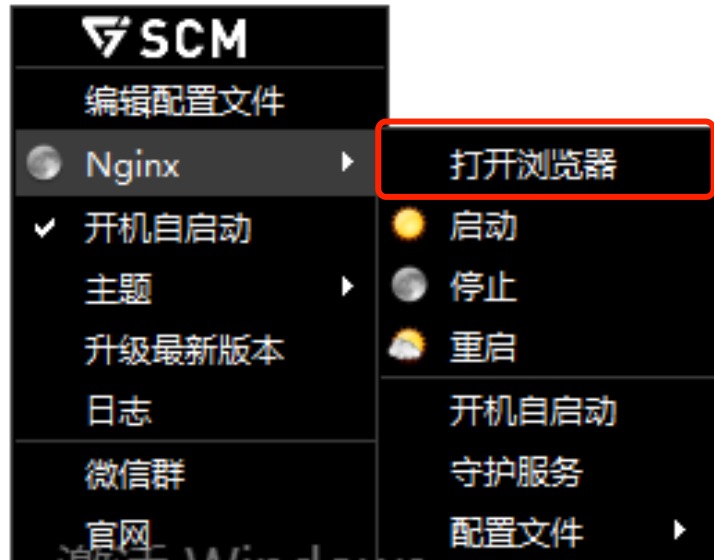 SCM
编辑配置文件
Nginx
开机自启动
主题
升级最新版本
日志
微信群
官网
打开浏览器
启动
停止
重启
开机自启动
守护服务
配置文件
激活 Windows